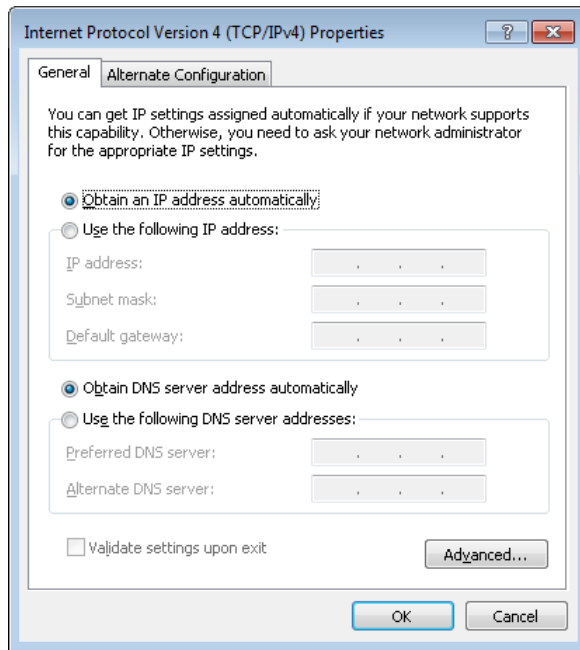 Internet Protocol Version 4 (TCP/IPv4) Properties
General
Alternate Configuration
You can get IP settings assigned automatically if your network supports
this capability. Otherwise, you need to ask your network administrator
for the appropriate IP settings.
Obtain an IP address automatically
Use the following IP address:
IP address:
Subnet mask:
Default gateway:
Obtain DNS server address automatically
Use the following DNS server addresses:
Preferred DNS server:
Alternate DNS server:
Validate settings upon exit
Advanced...
OK
Cancel